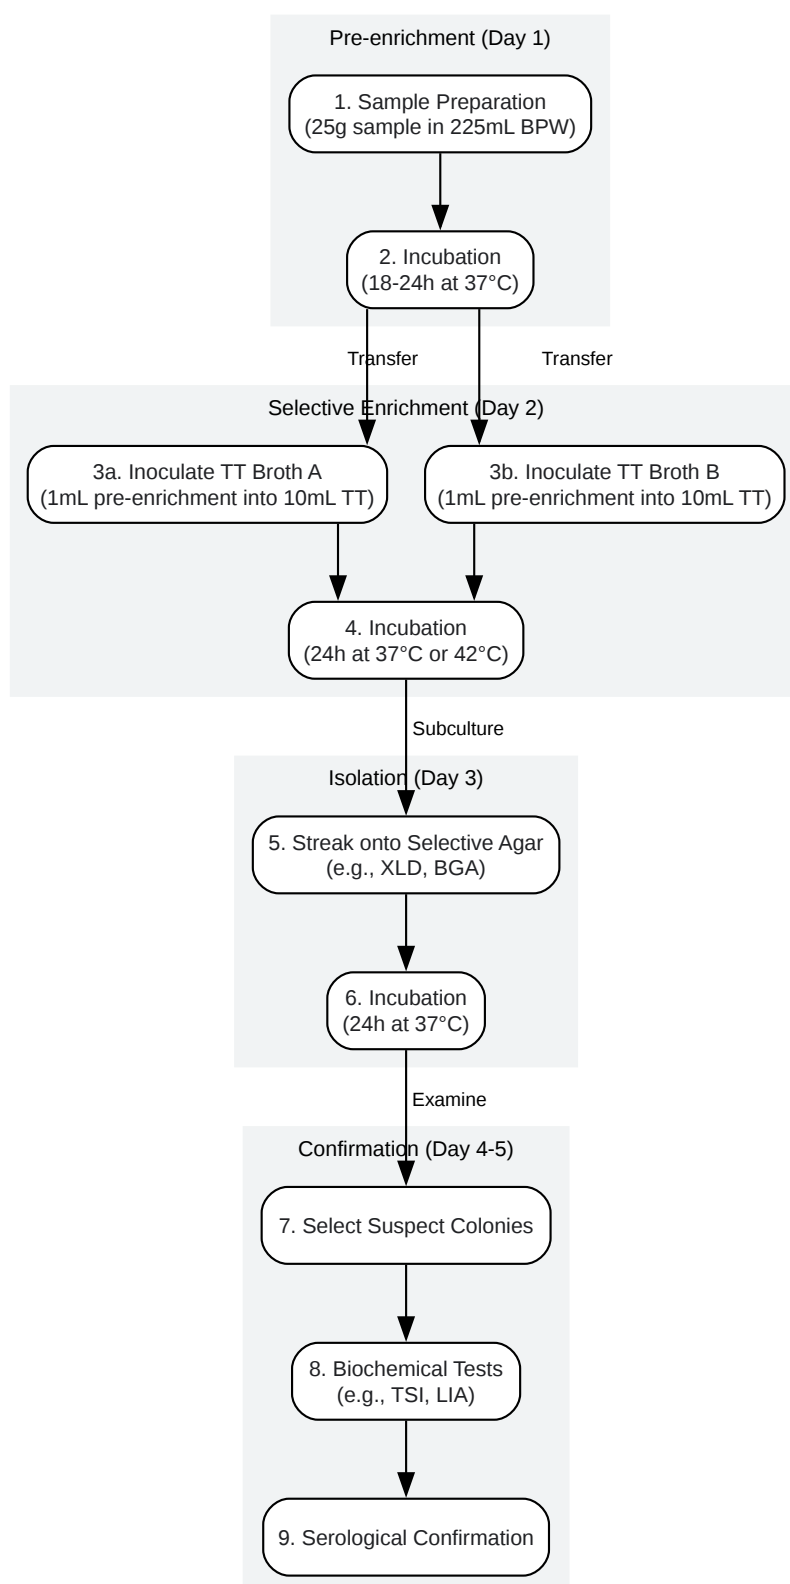 Pre-enrichment (Day 1)
1. Sample Preparation
(25g sample in 225mL BPW)
2. Incubation
(18-24h at 37°C)
Transfer
Transfer
Selective Enrichment (Day 2)
3a. Inoculate TT Broth A
(1mL pre-enrichment into 10mL TT)
3b. Inoculate TT Broth B
(1mL pre-enrichment into 10mL TT)
4. Incubation
(24h at 37°C or 42°C)
Subculture
Isolation (Day 3)
5. Streak onto Selective Agar
(e.g., XLD, BGA)
6. Incubation
(24h at 37°C)
Examine
Confirmation (Day 4-5)
7. Select Suspect Colonies
8. Biochemical Tests
(e.g., TSI, LIA)
9. Serological Confirmation